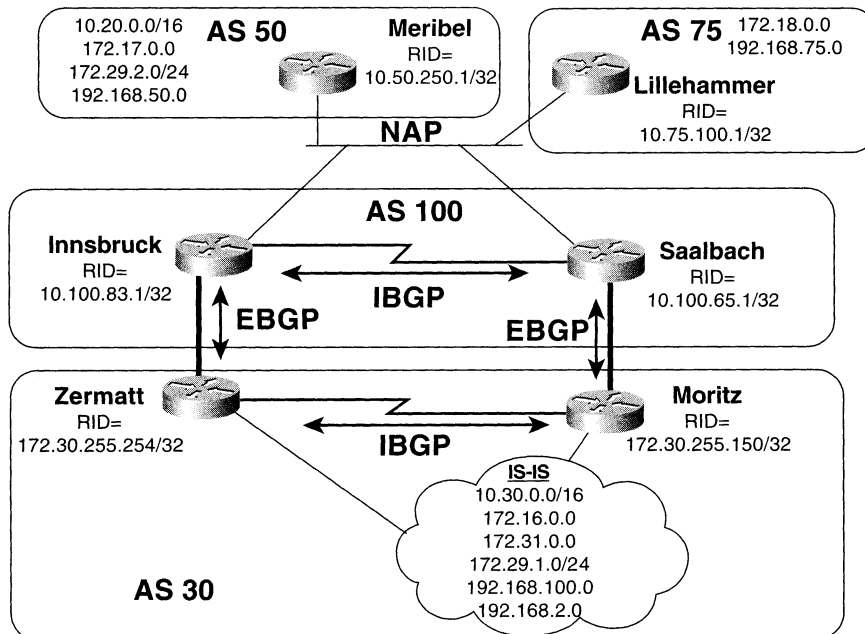 10.20.0.0/16
172.17.0.0
172.29.2.0/24
192.168.50.0
AS 50
Meribel
RID=
10.50.250.1/32
AS 75
172.18.0.0
192.168.75.0
Lillehammer
RID=
10.75.100.1/32
NAP
AS 100
Innsbruck
RID=
10.100.83.1/32
IBGP
Saalbach
RID=
10.100.65.1/32
EBGP
EBGP
Zermatt
RID=
172.30.255.254/32
IBGP
Moritz
RID=
172.30.255.150/32
IS-IS
10.30.0.0/16
172.16.0.0
172.31.0.0
172.29.1.0/24
192.168.100.0
192.168.2.0
AS 30